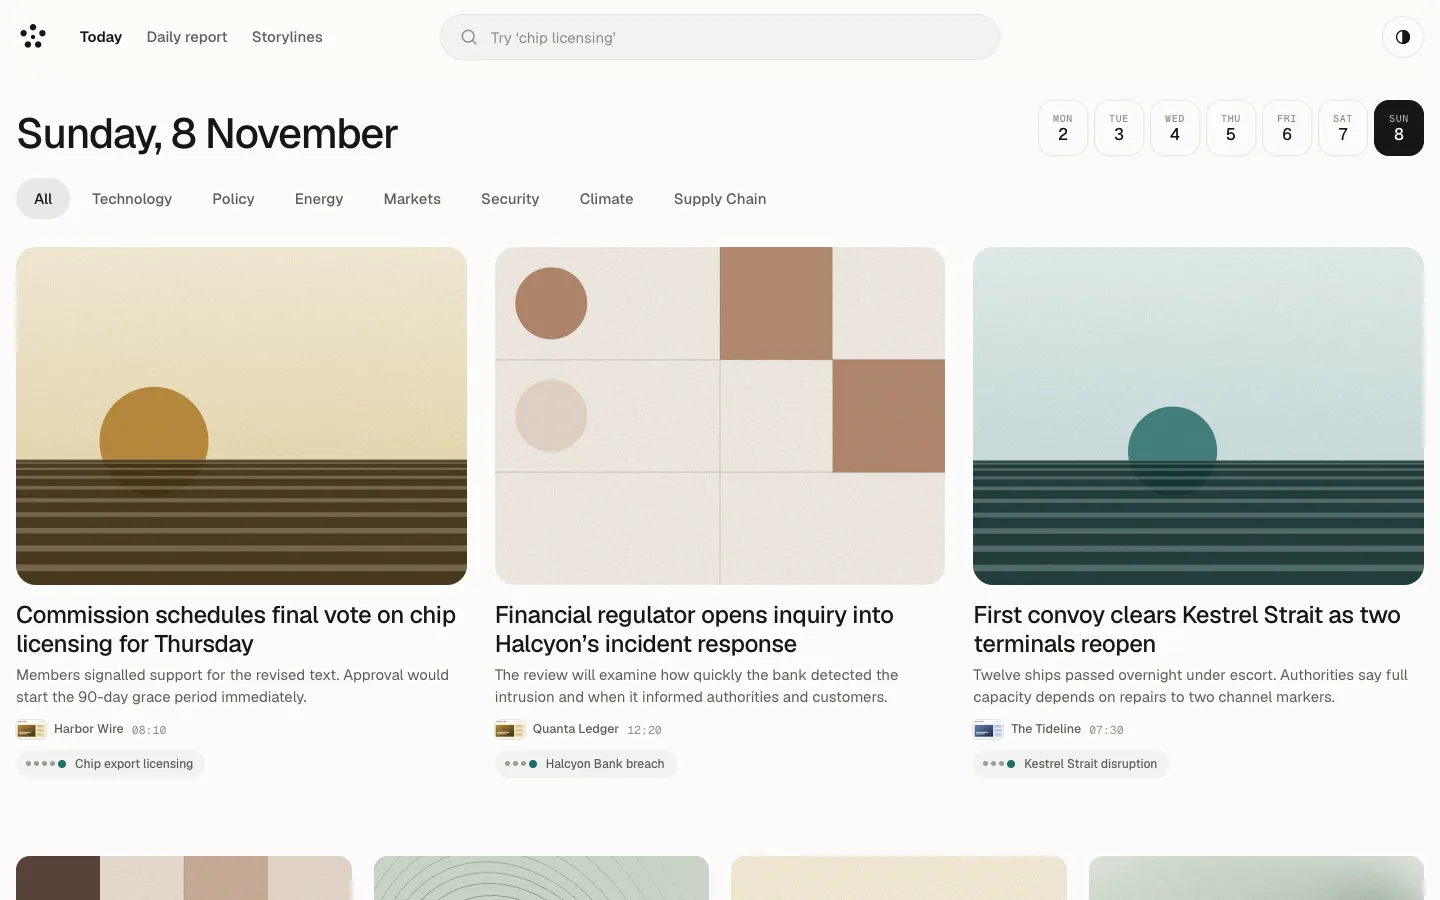 Today
Daily report
Storylines
Try ‘chip licensing’
Sunday, 8 November
MON
2
TUE
3
WED
4
THU
5
FRI
6
SAT
7
SUN
8
All
Technology
Policy
Energy
Markets
Security
Climate
Supply Chain
Commission schedules final vote on chip
licensing for Thursday
Members signalled support for the revised text. Approval would
start the 90-day grace period immediately.
Harbor Wire 08:10
Chip export licensing
Financial regulator opens inquiry into
Halcyon’s incident response
The review will examine how quickly the bank detected the
intrusion and when it informed authorities and customers.
Quanta Ledger 12:20
Halcyon Bank breach
First convoy clears Kestrel Strait as two
terminals reopen
Twelve ships passed overnight under escort. Authorities say full
capacity depends on repairs to two channel markers.
The Tideline 07:30
Kestrel Strait disruption